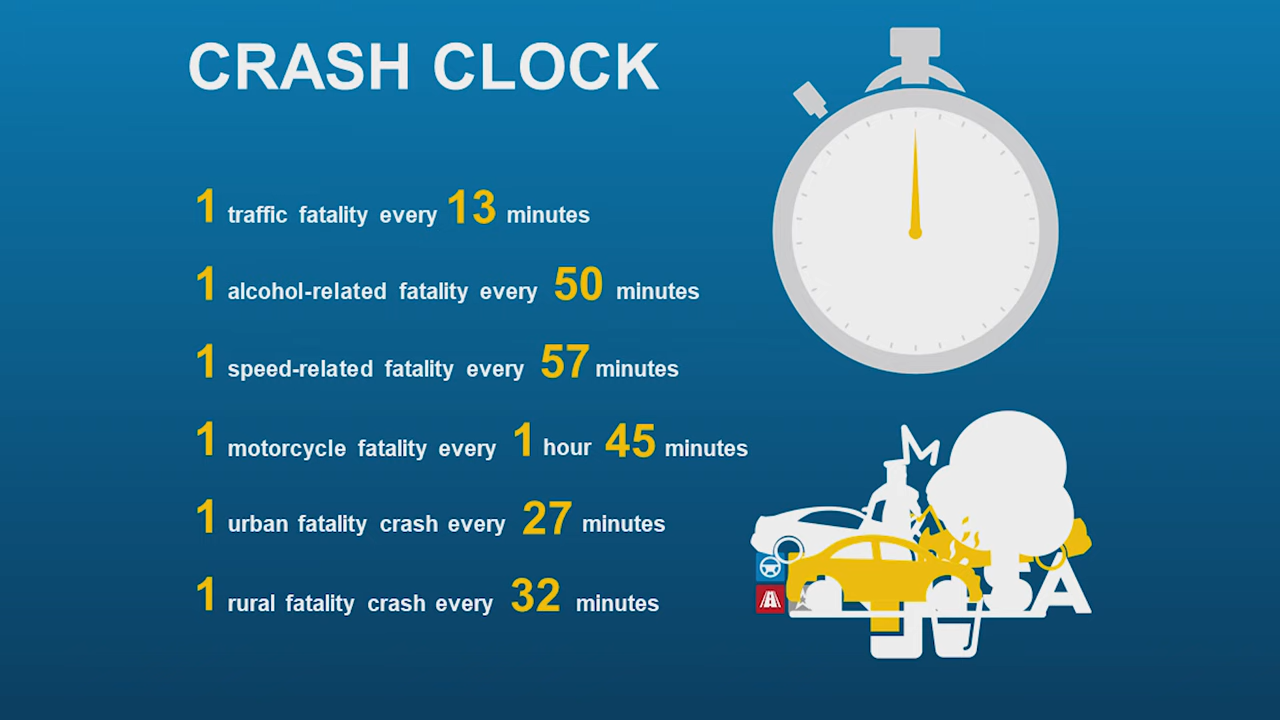 CRASH CLOCK
1 traffic fatality every 13 minutes
1 alcohol-related fatality every 50 minutes
1 speed-related fatality every 57 minutes
1 motorcycle fatality every 1 hour 45 minutes
1 urban fatality crash every 27 minutes
1 rural fatality crash every 32 minutes
SA